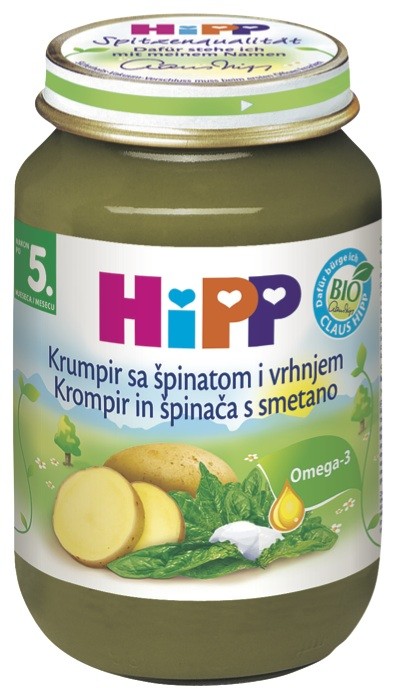 HiPP
Spitzenqualität
Dafür stehe ich
mit meinem Namen
5.
HiPP
Dafür bürge ich
BIO
CLAUS HIPP
Krumpir sa špinatom i vrhnjem
Krompir in špinača s smetano
Omega-3